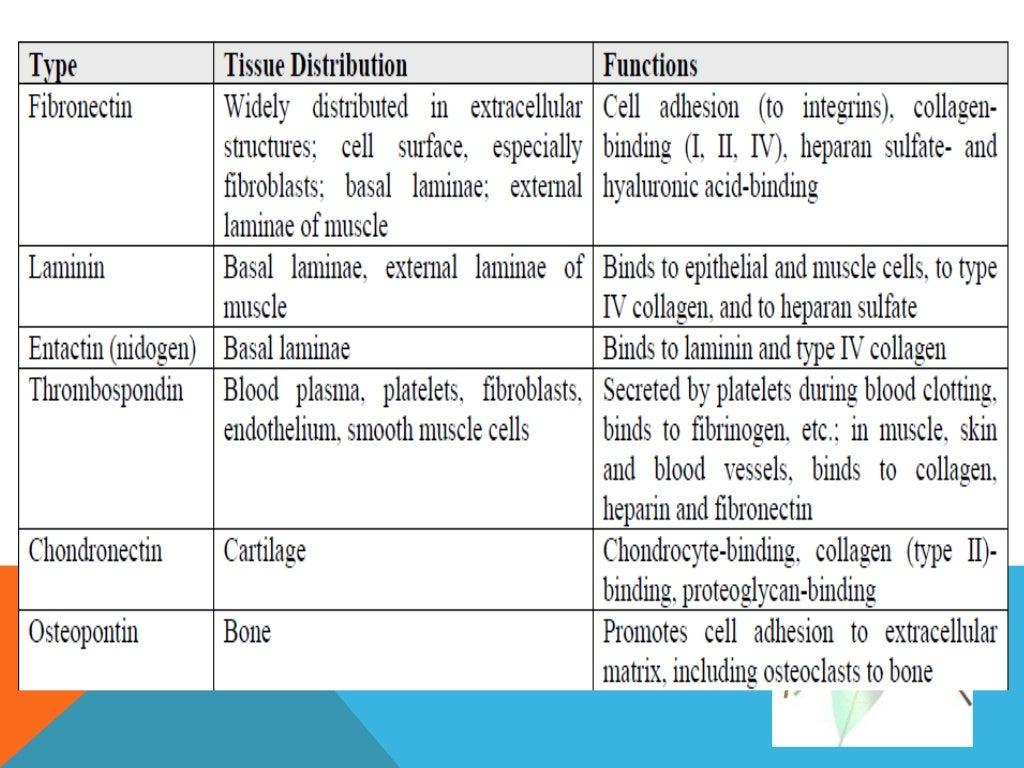 Type Tissue Distribution Functions
Fibronectin Widely distributed in extracellular Cell adhesion (to integrins), collagen-
structures; cell surface, especially binding (I, II, IV), heparan sulfate- and
fibroblasts; basal laminae; external hyaluronic acid-binding
laminae of muscle
Laminin Basal laminae, external laminae of Binds to epithelial and muscle cells, to type
muscle IV collagen, and to heparan sulfate
Entactin (nidogen) Basal laminae Binds to laminin and type IV collagen
Thrombospondin Blood plasma, platelets, fibroblasts, Secreted by platelets during blood clotting,
endothelium, smooth muscle cells binds to fibrinogen, etc.; in muscle, skin
and blood vessels, binds to collagen,
heparin and fibronectin
Chondronectin Cartilage Chondrocyte-binding, collagen (type II)-
binding, proteoglycan-binding
Osteopontin Bone Promotes cell adhesion to extracellular
matrix, including osteoclasts to bone